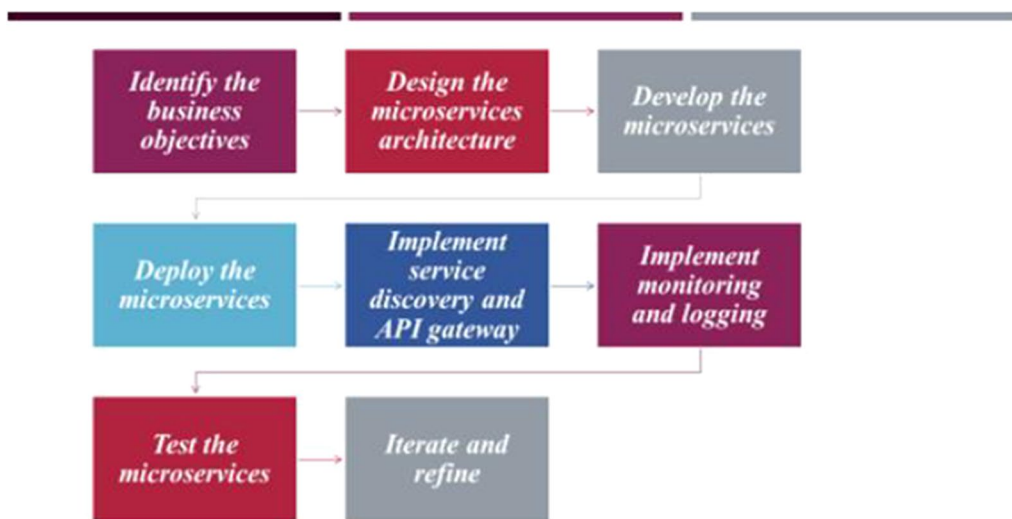 Identify the
business
objectives
Design the
microservices
architecture
Develop the
microservices
Deploy the
microservices
Implement
service
discovery and
API gateway
Implement
monitoring
and logging
Test the
microservices
Iterate and
refine